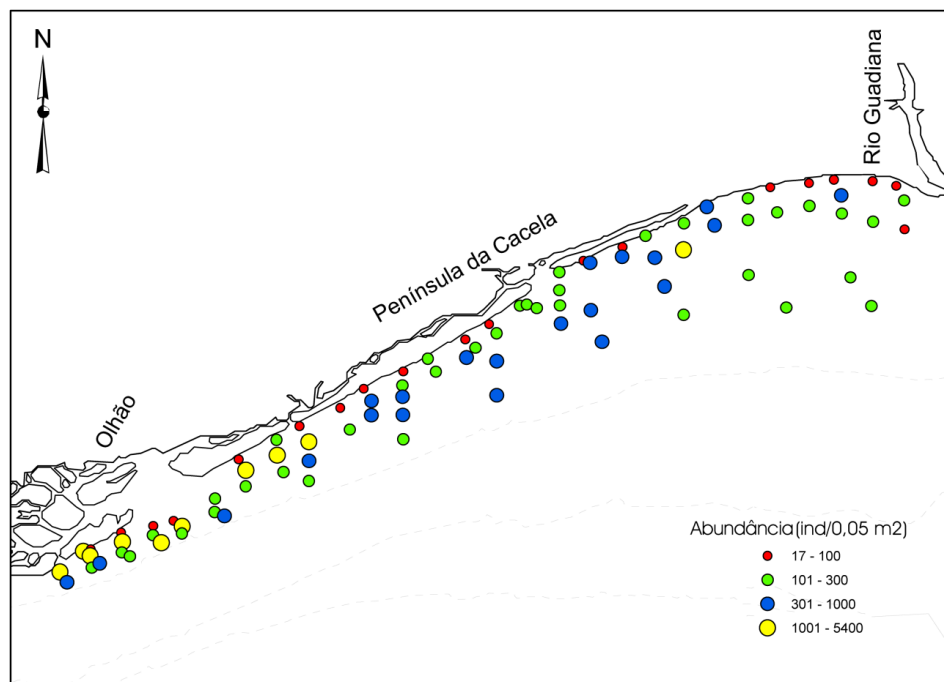 N
Rio Guadiana
Península da Cacela
Olhão
Abundância (ind/0,05 m2)
17 - 100
101 - 300
301 - 1000
1001 - 5400